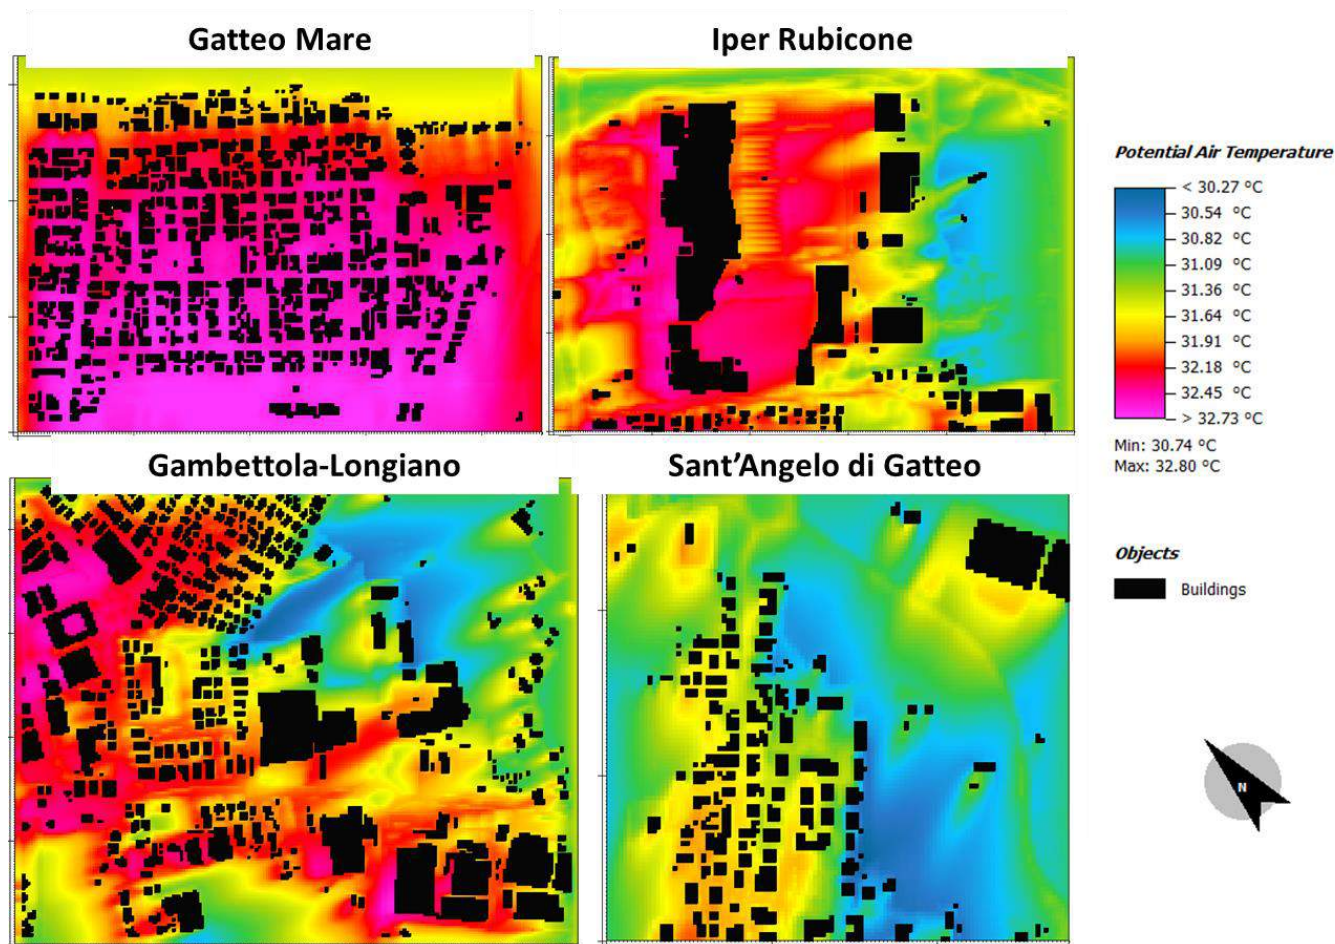 Gatteo Mare
Iper Rubicone
Potential Air Temperature
< 30.27 °C
30.54 °C
30.82 °C
31.09 °C
31.36 °C
31.64 °C
31.91 °C
32.18 °C
32.45 °C
> 32.73 °C
Min: 30.74 °C
Max: 32.80 °C
Gambettola-Longiano
Sant’Angelo di Gatteo
Objects
Buildings
N